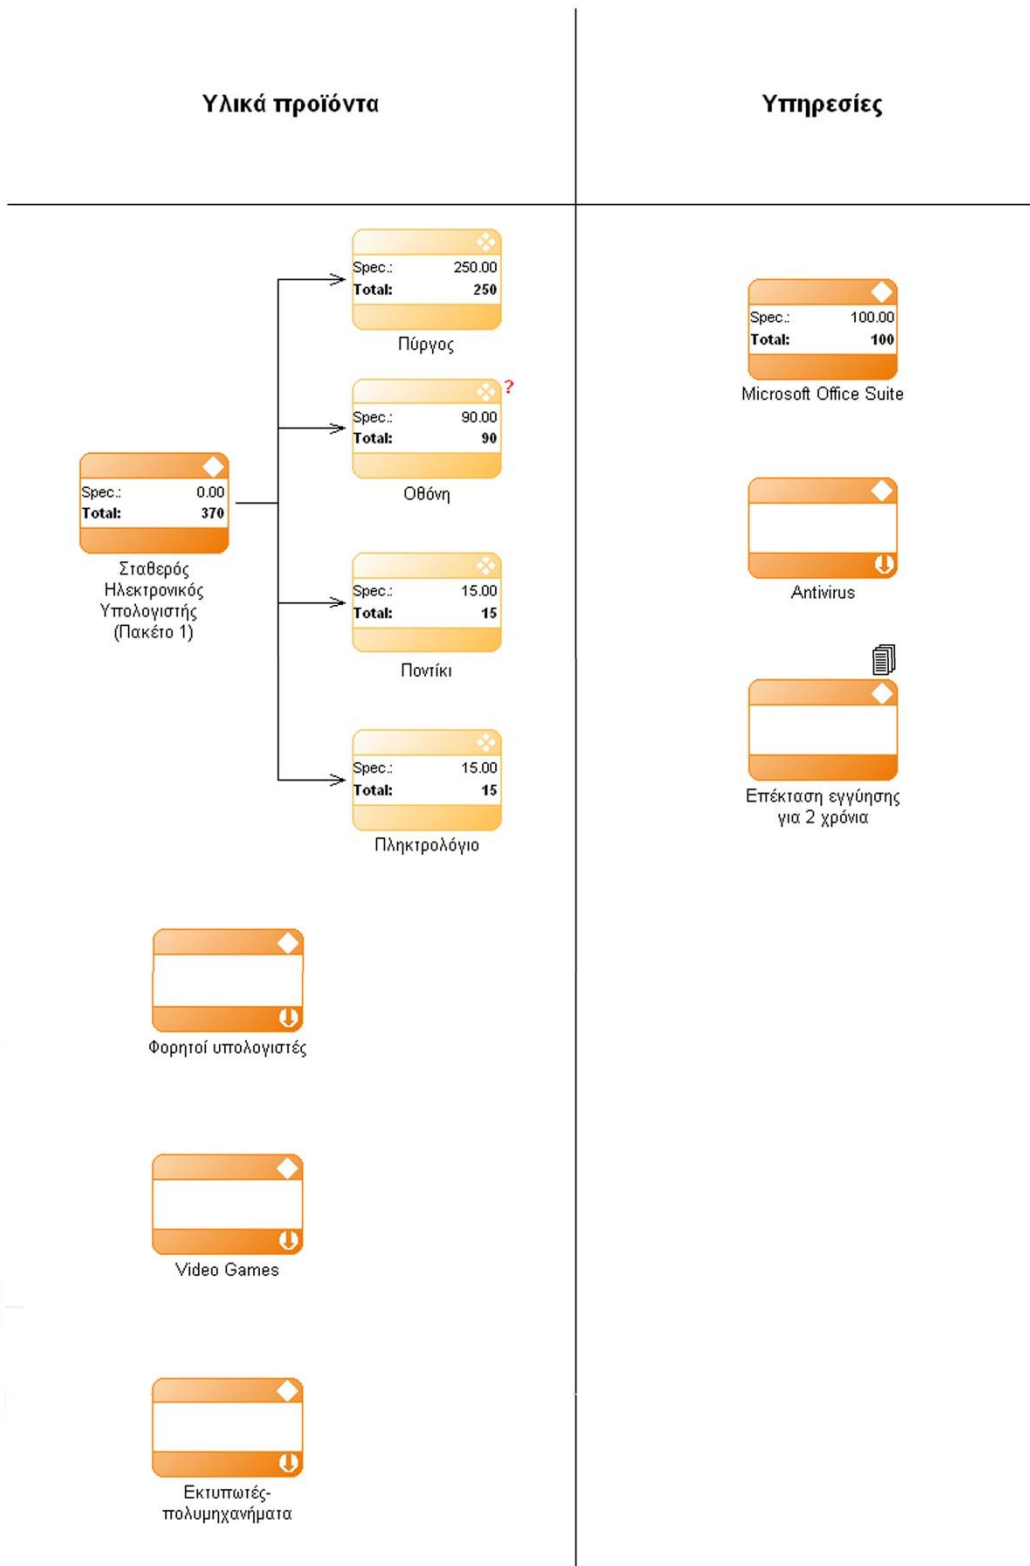 Υλικά προϊόντα
Υπηρεσίες
Spec.: 250.00
Total: 250
Πύργος
?
Spec.: 90.00
Total: 90
Οθόνη
Spec.: 0.00
Total: 370
Σταθερός
Ηλεκτρονικός
Υπολογιστής
(Πακέτο 1)
Spec.: 15.00
Total: 15
Ποντίκι
Spec.: 15.00
Total: 15
Πληκτρολόγιο
Φορητοί υπολογιστές
Video Games
Εκτυπωτές-
πολυμηχανήματα
Spec.: 100.00
Total: 100
Microsoft Office Suite
Antivirus
Επέκταση εγγύησης
για 2 χρόνια